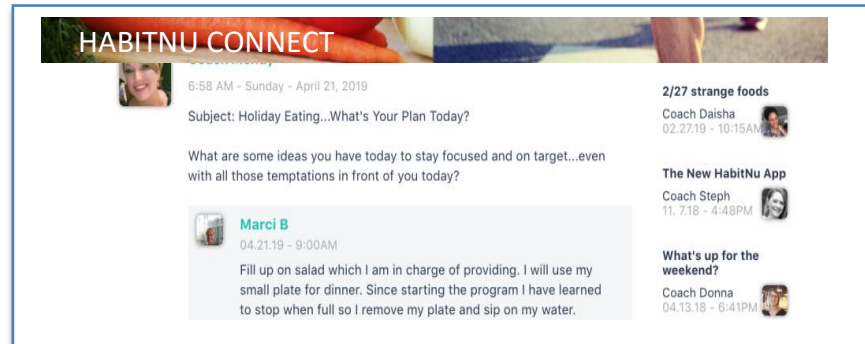 HABITNU CONNECT
6:58 AM - Sunday - April 21, 2019
Subject: Holiday Eating...What's Your Plan Today?
What are some ideas you have today to stay focused and on target...even
with all those temptations in front of you today?
Marci B
04.21.19 - 9:00AM
Fill up on salad which I am in charge of providing. I will use my
small plate for dinner. Since starting the program I have learned
to stop when full so I remove my plate and sip on my water.
2/27 strange foods
Coach Daisha
02.27.19 - 10:15AM
The New HabitNu App
Coach Steph
11. 7.18 - 4:48PM
What's up for the
weekend?
Coach Donna
04.13.18 - 6:41PM